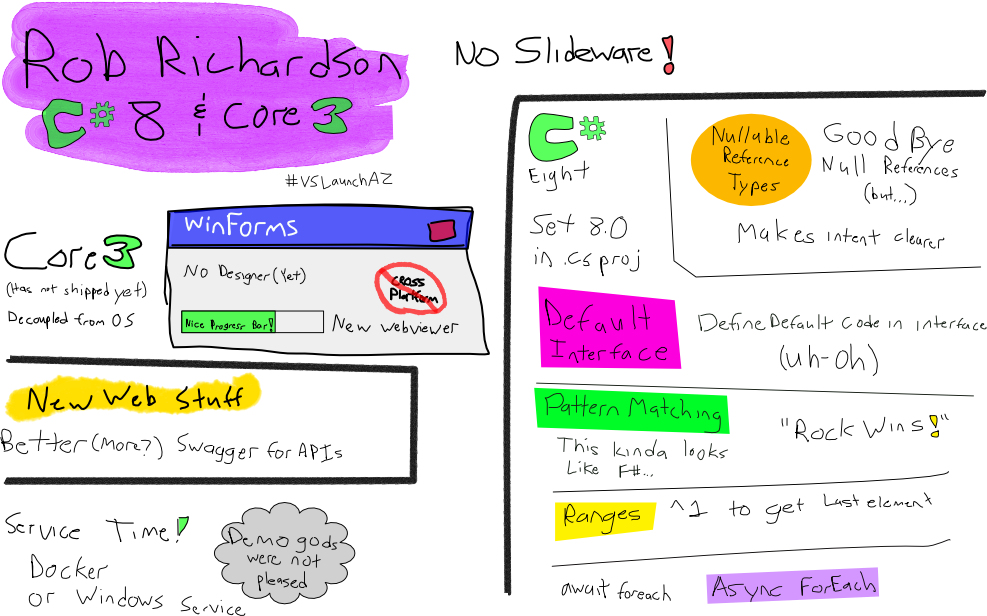 Rob Richardson
C# 8 & Core 3
#VSLaunchAZ
No Slideware!
Core 3
(Has not shipped yet)
Decoupled from OS
WinForms
No Designer (Yet)
Cross
Platform
Nice Progress Bar!
New webviewer
New Web Stuff
Better (More?) Swagger for APIs
Service Time!
Docker
or Windows Service
Demo gods
were not
pleased
C#
Eight
Set 8.0
in .csproj
Nullable
Reference
Types
Good Bye
Null References
(but...)
Makes intent clearer
Default
Interface
Define Default Code in interface
(uh-oh)
Pattern Matching
This kinda looks
Like F#...
"Rock Wins!"
Ranges
^1 to get Last element
await foreach
Async ForEach